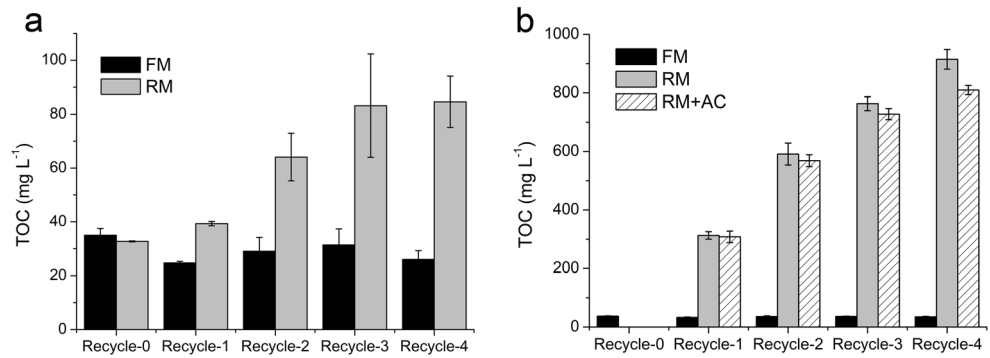 a
FM
RM
TOC (mg L⁻¹)
100
80
60
40
20
0
Recycle-0 Recycle-1 Recycle-2 Recycle-3 Recycle-4
b
FM
RM
RM+AC
TOC (mg L⁻¹)
1000
800
600
400
200
0
Recycle-0 Recycle-1 Recycle-2 Recycle-3 Recycle-4